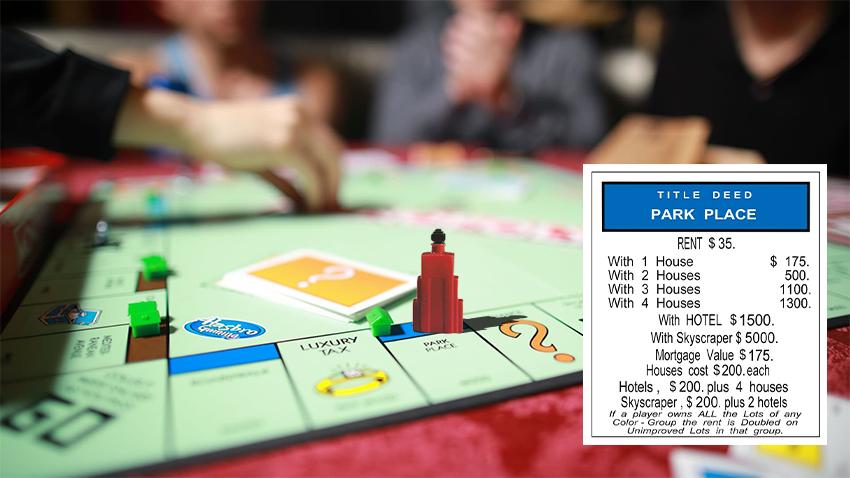 Hasbro
Gaming
LUXURY
TAX
PARK
PLACE
BOARDWALK
GO
TITLE DEED
PARK PLACE
RENT $ 35.
With 1 House $ 175.
With 2 Houses 500.
With 3 Houses 1100.
With 4 Houses 1300.
With HOTEL $ 1500.
With Skyscraper $ 5000.
Mortgage Value $ 175.
Houses cost $ 200. each
Hotels , $ 200. plus 4 houses
Skyscraper , $ 200. plus 2 hotels
If a player owns ALL the Lots of any
Color - Group the rent is Doubled on
Unimproved Lots in that group.